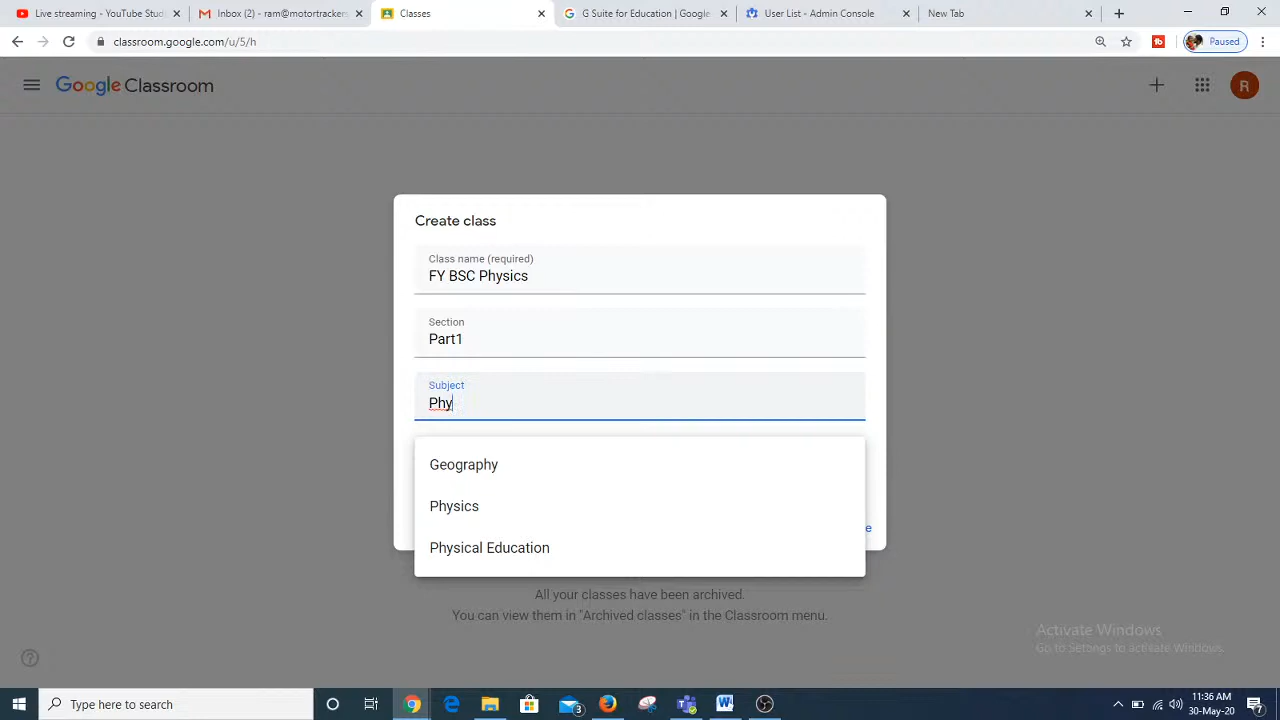 Live streaming - YouTube Stu
Inbox (2) - ram@motortrackers
Classes
G Suite for Education | Google
User List - Admin Console
New Tab
classroom.google.com/u/5/h
Paused
Google Classroom
R
Create class
Class name (required)
FY BSC Physics
Section
Part1
Subject
Phy
Geography
Physics
Physical Education
e
All your classes have been archived.
You can view them in "Archived classes" in the Classroom menu.
Activate Windows
Go to Settings to activate Windows.
Type here to search
3
11:36 AM
30-May-20